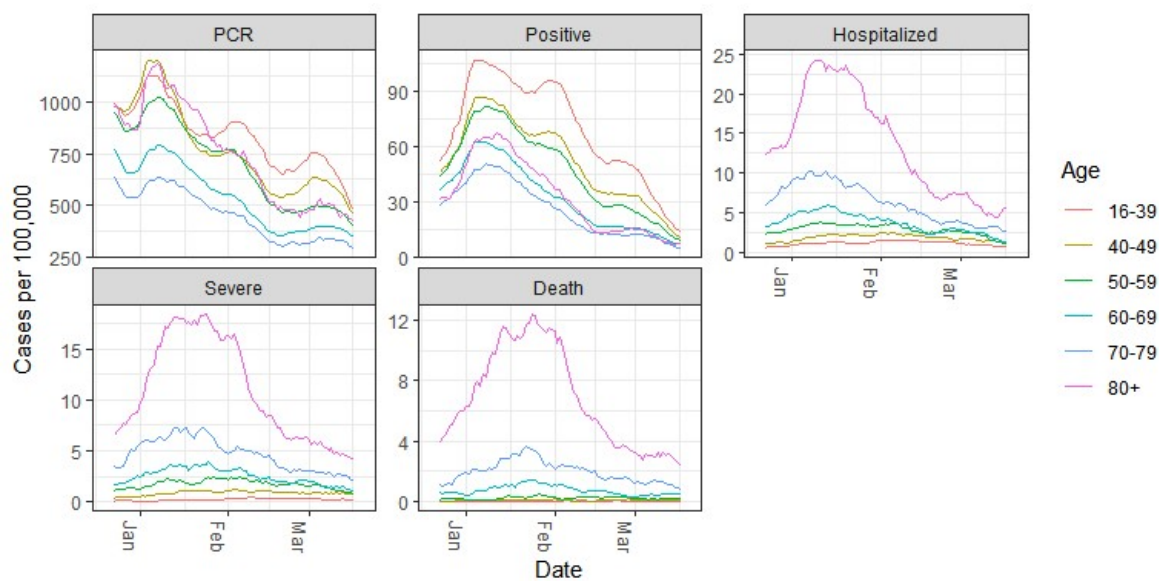 PCR
Positive
Hospitalized
1000
750
500
250
90
60
30
0
25
20
15
10
5
0
Jan
Feb
Mar
Cases per 100,000
Severe
Death
15
10
5
0
12
8
4
0
Jan
Feb
Mar
Jan
Feb
Mar
Date
Age
16-39
40-49
50-59
60-69
70-79
80+